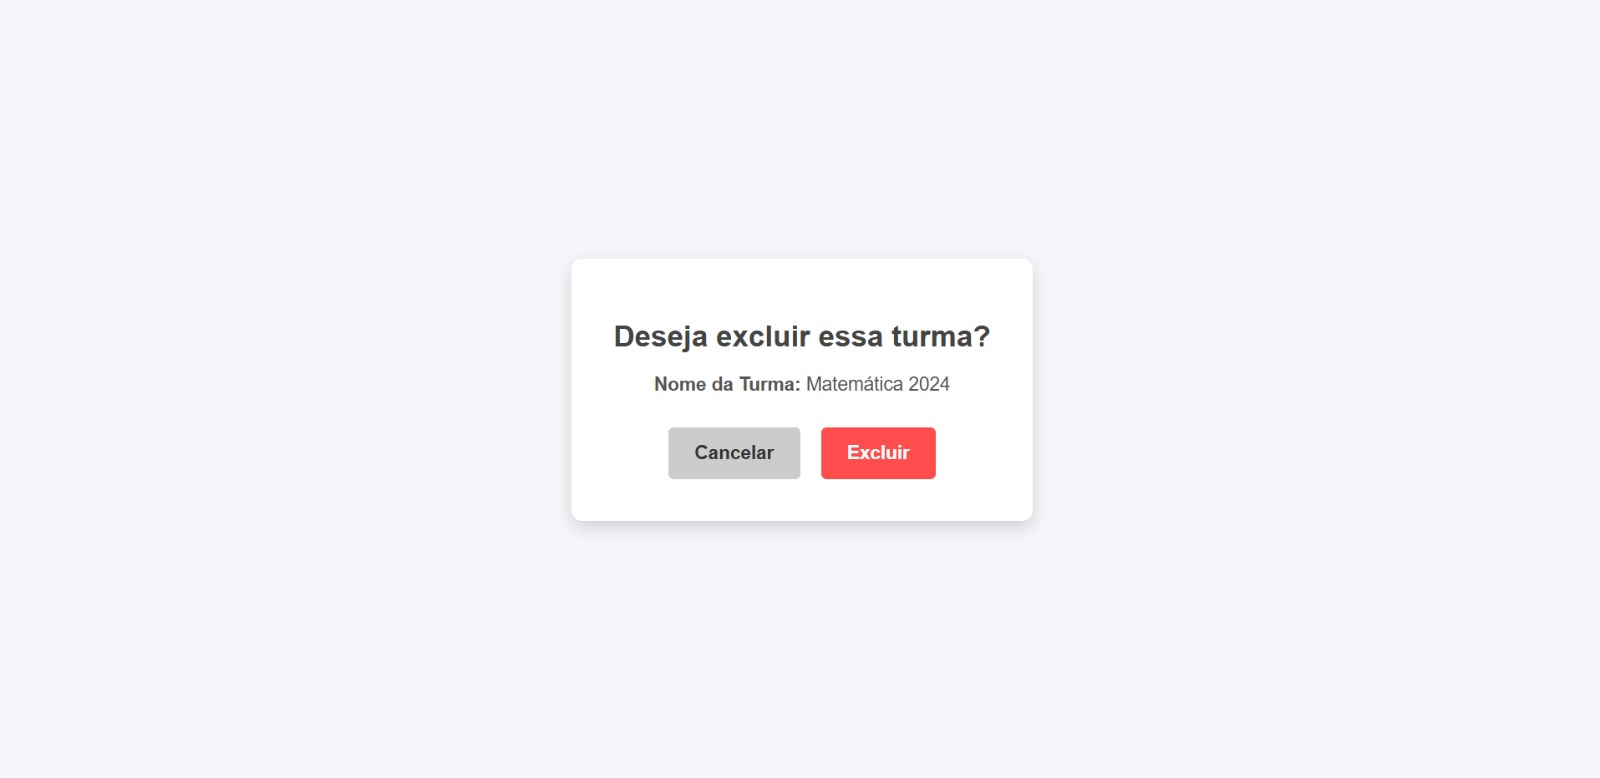 Deseja excluir essa turma?
Nome da Turma: Matemática 2024
Cancelar Excluir